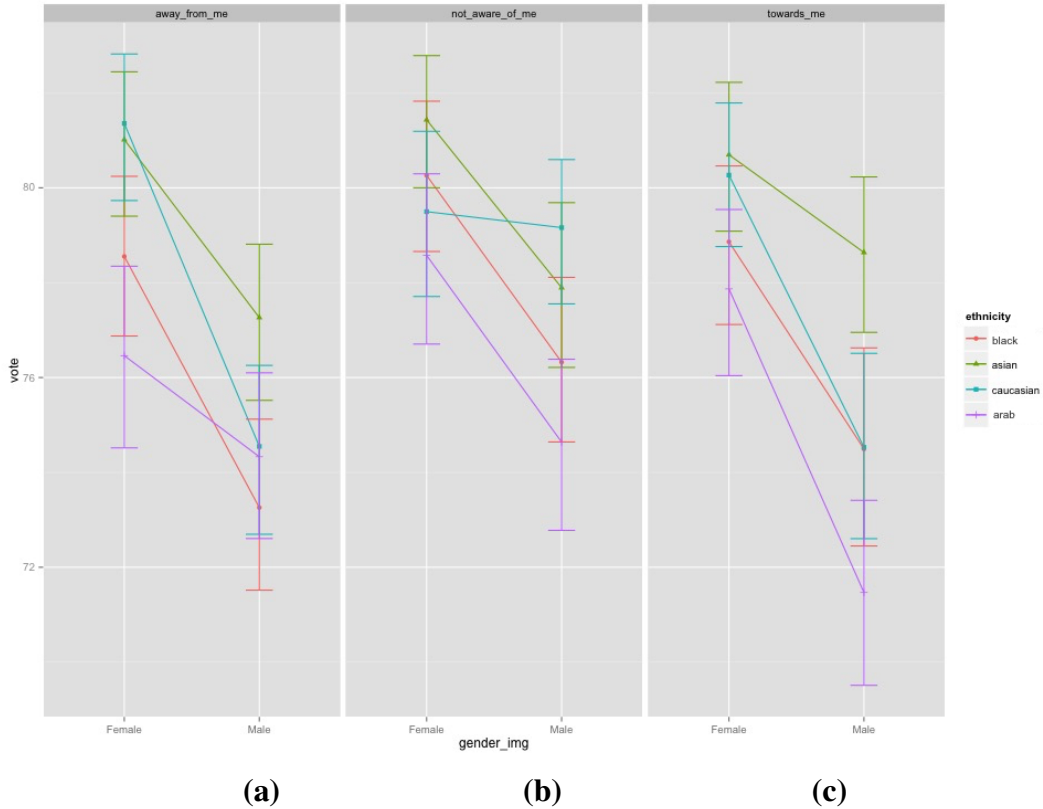 away_from_me
not_aware_of_me
towards_me
80
76
72
vote
Female
Male
Female
Male
Female
Male
gender_img
ethnicity
black
asian
caucasian
arab
(a)
(b)
(c)